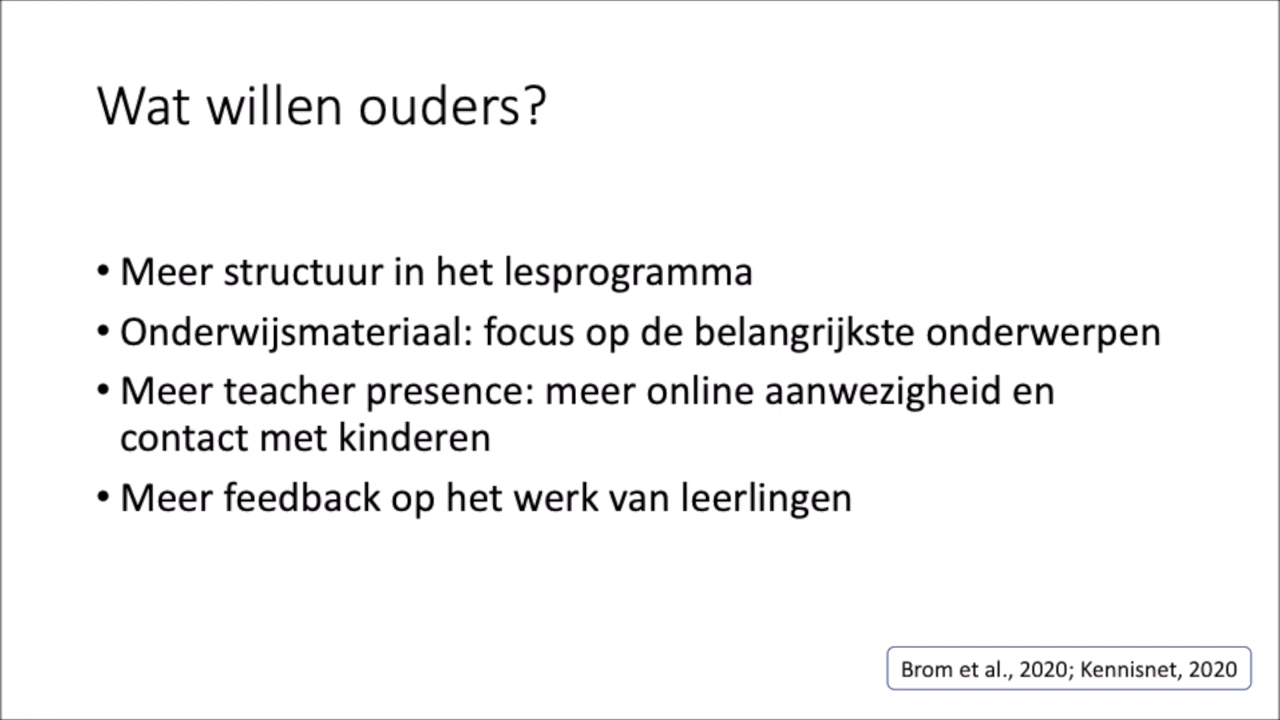 Wat willen ouders?
• Meer structuur in het lesprogramma
• Onderwijsmateriaal: focus op de belangrijkste onderwerpen
• Meer teacher presence: meer online aanwezigheid en
contact met kinderen
• Meer feedback op het werk van leerlingen
Brom et al., 2020; Kennisnet, 2020